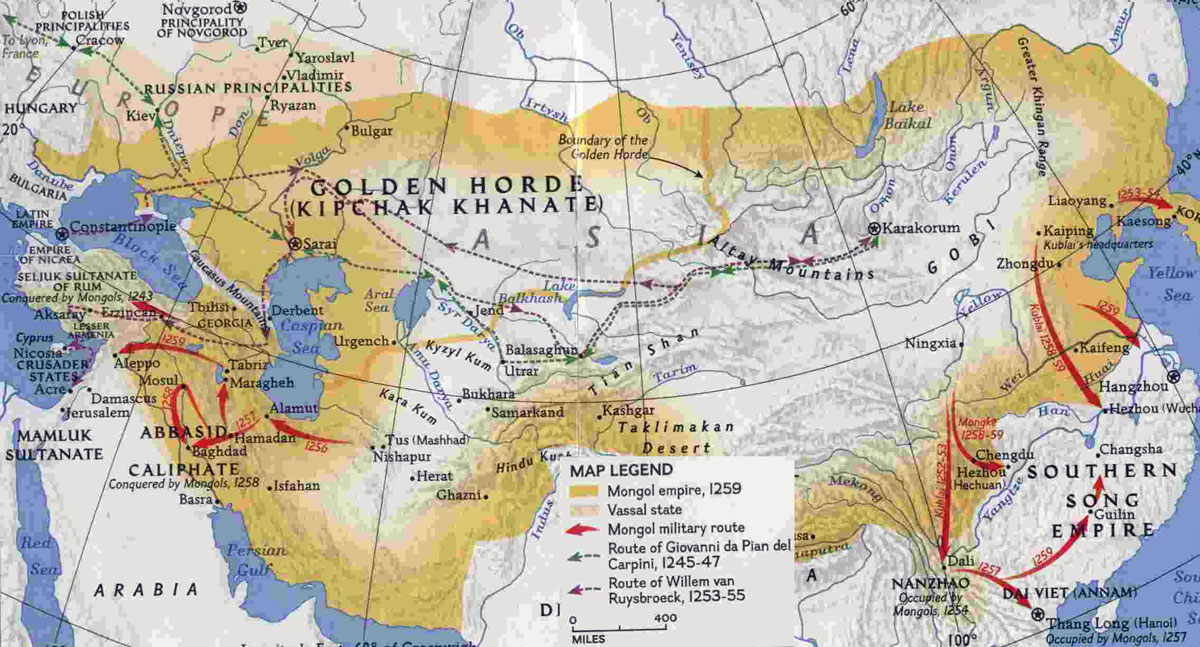 POLISH
PRINCIPALITIES
Cracow
To Lyon,
France
Novgorod
PRINCIPALITY
OF NOVGOROD
Tver
Yaroslavl
Vladimir
RUSSIAN PRINCIPALITIES
Ryazan
EUROPE
HUNGARY
20°
Kiev
Dnieper
Don
Bulgar
Volga
Ob
Irtysh
Ob
Yenisey
Lena
60°
Amur
Argun
Greater Khingan Range
Lake
Baikal
Boundary of the
Golden Horde
Onon
Kerulen
Orion
40°
Danube
BULGARIA
LATIN
EMPIRE
Constantinople
Black Sea
EMPIRE
OF NICAEA
SELJUK SULTANATE
OF RUM
Conquered by Mongols, 1243
Aksaray
Erzincan
LESSER
ARMENIA
Caucasus Mountains
Tbilisi
GEORGIA
Derbent
Caspian
Sea
GOLDEN HORDE
(KIPCHAK KHANATE)
Sarai
ASIA
Altay Mountains
Karakorum
GOBI
Liaoyang
1253-54
Kaesong
KOR
Kaiping
Kublai's headquarters
Zhongdu
Yellow
Sea
Yellow
Aral
Sea
Syr Darya
Jend
Lake
Balkhash
Urgench
Kyzyl Kum
Amu Darya
Balasaghun
Utrar
Tian Shan
Tarim
Kara Kum
Bukhara
Samarkand
Kashgar
Taklimakan
Desert
Ningxia
Kublai 1258-59
1259
Kaifeng
Wei
Huai
Hangzhou
Han
Hezhou (Wuch
Cyprus
Nicosia
CRUSADER
STATES
Acre
Aleppo
1259
Damascus
Jerusalem
Mosul
1258
Tabriz
Maragheh
Alamut
1257
1256
Hamadan
ABBASID
Baghdad
CALIPHATE
Conquered by Mongols, 1258
Basra
Isfahan
MAMLUK
SULTANATE
Tus (Mashhad)
Nishapur
Herat
Ghazni
Hindu
Indus
Red
Sea
Persian
Gulf
ARABIA
Mongke
1258-59
Kublai 1252-53
Chengdu
Hezhou
(Hechuan)
Yangtze
Changsha
SOUTHERN
SONG
EMPIRE
Guilin
1259
Mekong
Dali
NANZHAO
Occupied by
Mongols, 1254
1257
DAI VIET (ANNAM)
Thang Long (Hanoi)
Occupied by Mongols, 1257
100°
MAP LEGEND
Mongol empire, 1259
Vassal state
Mongol military route
Route of Giovanni da Pian del
Carpini, 1245-47
Route of Willem van
Ruysbroeck, 1253-55
0
400
MILES